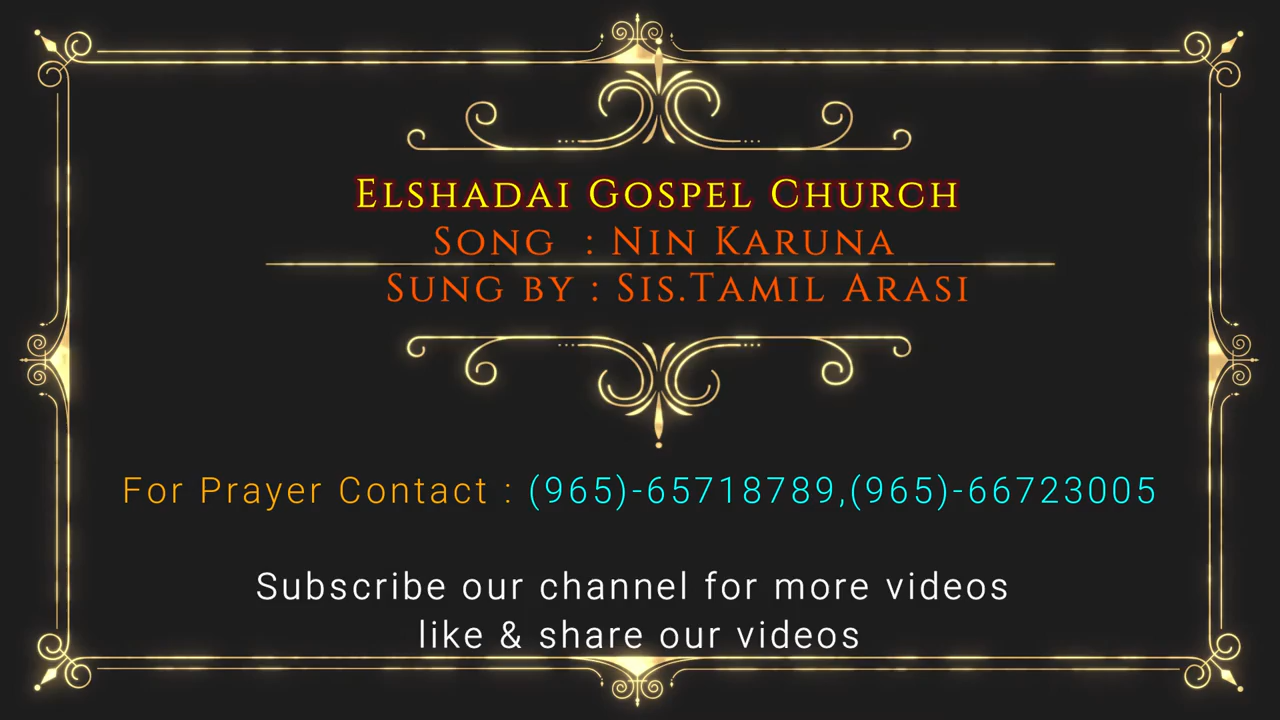 Elshadai Gospel Church
Song : Nin Karuna
Sung by : Sis.Tamil Arasi
For Prayer Contact : (965)-65718789,(965)-66723005
Subscribe our channel for more videos
like & share our videos